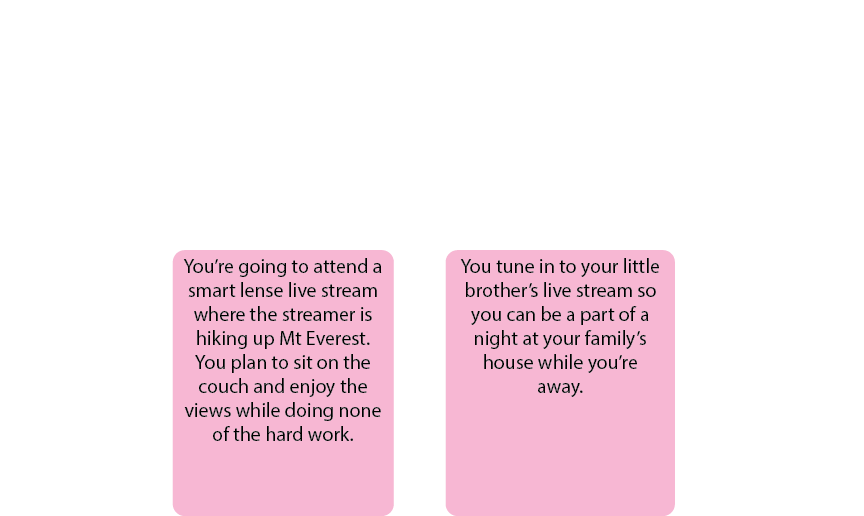 You’re going to attend a
smart lense live stream
where the streamer is
hiking up Mt Everest.
You plan to sit on the
couch and enjoy the
views while doing none
of the hard work.
You tune in to your little
brother’s live stream so
you can be a part of a
night at your family’s
house while you’re
away.